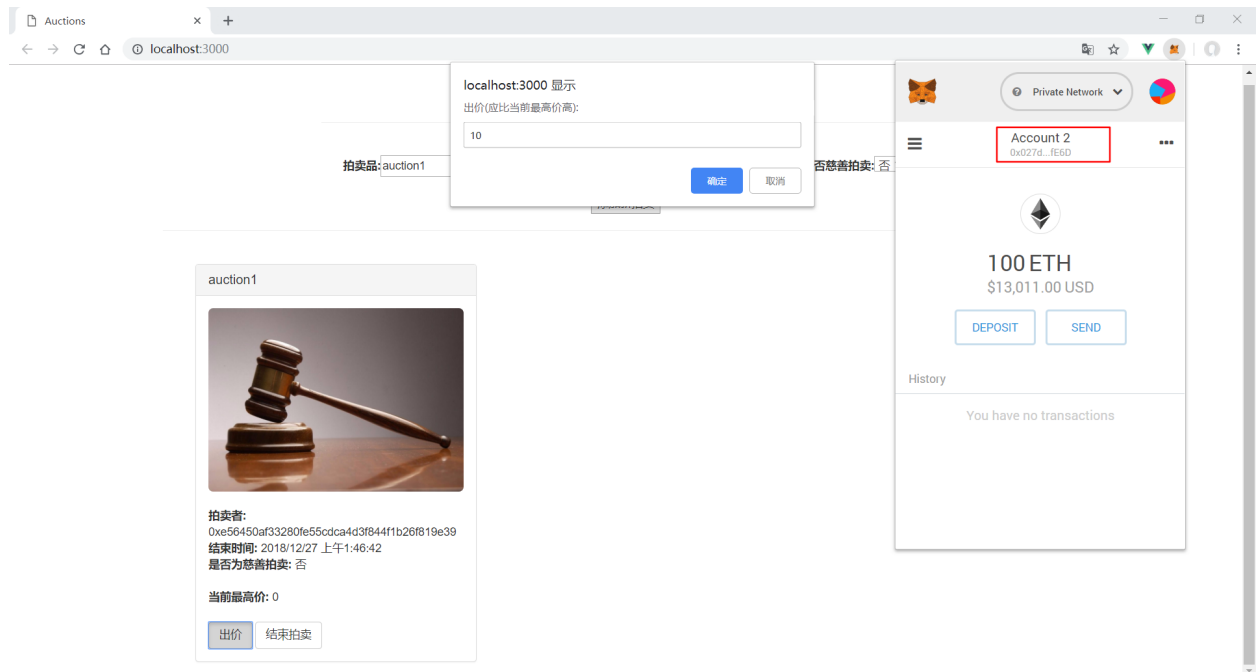 Auctions
localhost:3000
localhost:3000 显示
出价(应比当前最高价高):
10
确定
取消
拍卖品: auction1
否慈善拍卖: 否
Private Network
Account 2
0x027d...fE6D
100 ETH
$13,011.00 USD
DEPOSIT
SEND
History
You have no transactions
auction1
拍卖者:
0xe56450af33280fe55cdca4d3f844f1b26f819e39
结束时间: 2018/12/27 上午1:46:42
是否为慈善拍卖: 否
当前最高价: 0
出价
结束拍卖